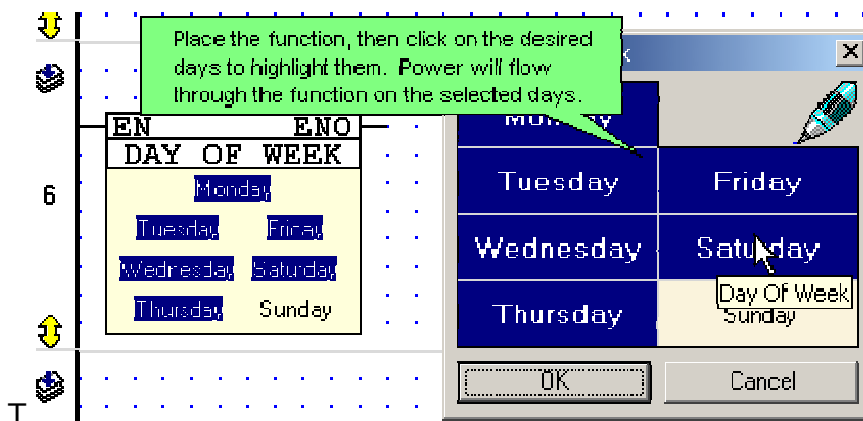 Place the function, then click on the desired
days to highlight them. Power will flow
through the function on the selected days.
k
EN ENO
DAY OF WEEK
Monday
Tuesday Friday
Wednesday Saturday
Thursday Sunday
6
Monday
Tuesday Friday
Wednesday Saturday
Day Of Week
Thursday Sunday
OK Cancel
T